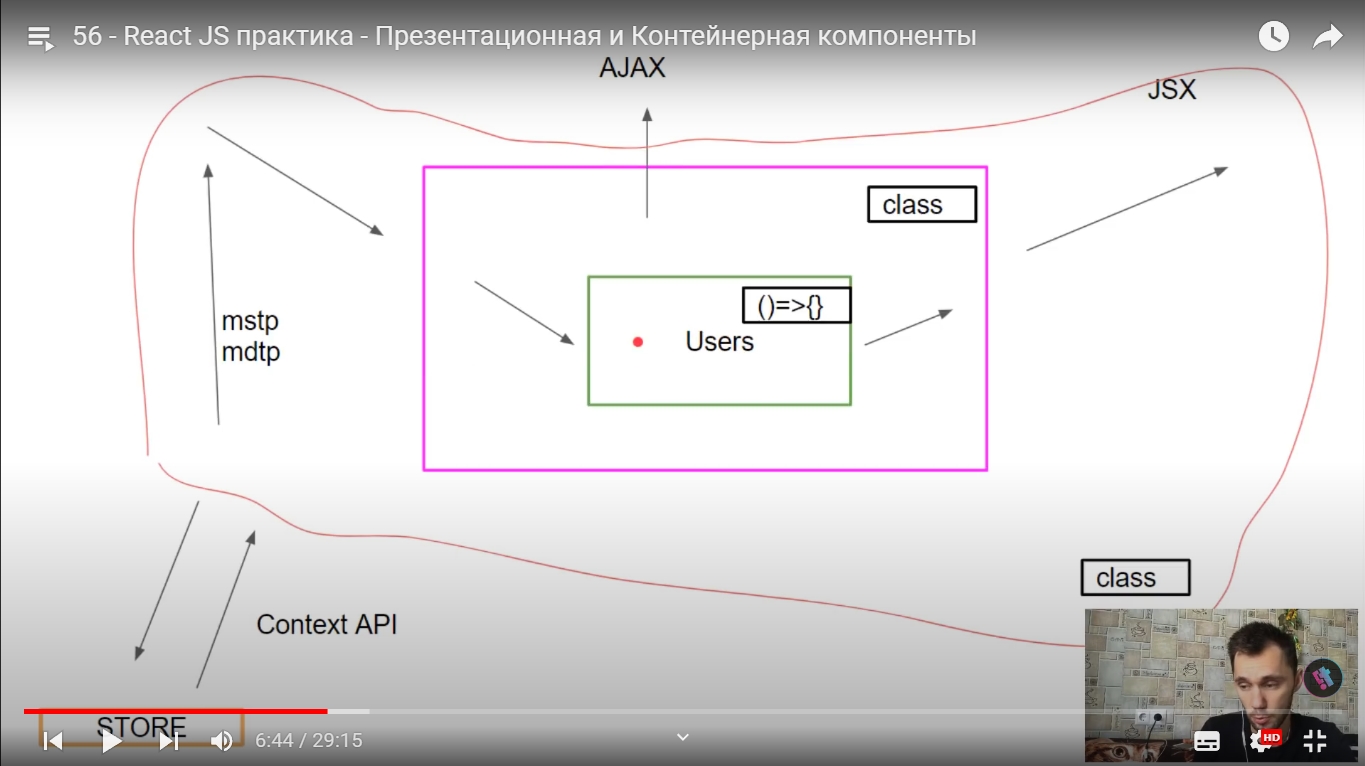 56 - React JS практика - Презентационная и Контейнерная компоненты
AJAX
JSX
class
()=>{}
Users
mstp
mdtp
class
Context API
STORE
6:44 / 29:15
HD